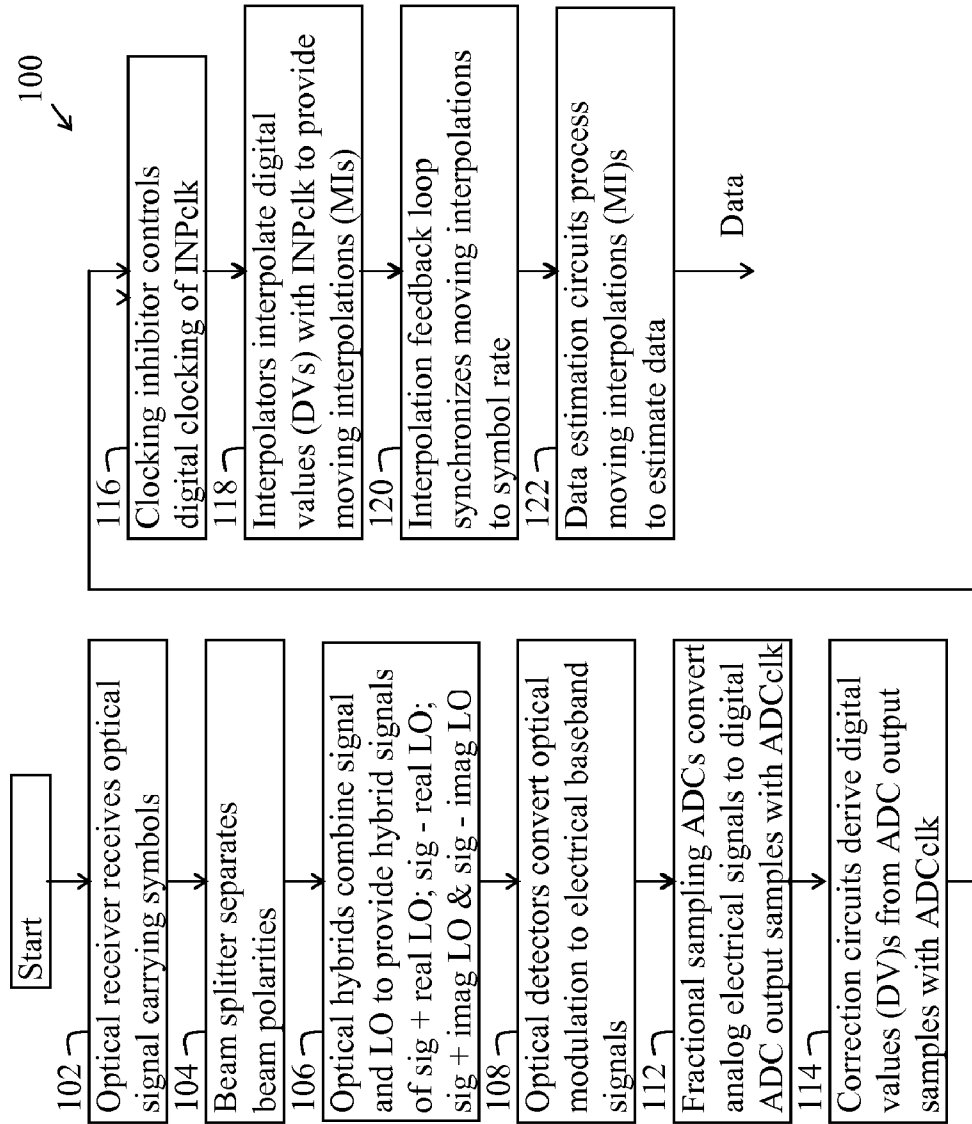 100
Start
102
Optical receiver receives optical
signal carrying symbols
104
Beam splitter separates
beam polarities
106
Optical hybrids combine signal
and LO to provide hybrid signals
of sig + real LO; sig - real LO;
sig + imag LO & sig - imag LO
108
Optical detectors convert optical
modulation to electrical baseband
signals
112
Fractional sampling ADCs convert
analog electrical signals to digital
ADC output samples with ADCclk
114
Correction circuits derive digital
values (DV)s from ADC output
samples with ADCclk
116
Clocking inhibitor controls
digital clocking of INPclk
118
Interpolators interpolate digital
values (DVs) with INPclk to provide
moving interpolations (MIs)
120
Interpolation feedback loop
synchronizes moving interpolations
to symbol rate
122
Data estimation circuits process
moving interpolations (MI)s
to estimate data
Data